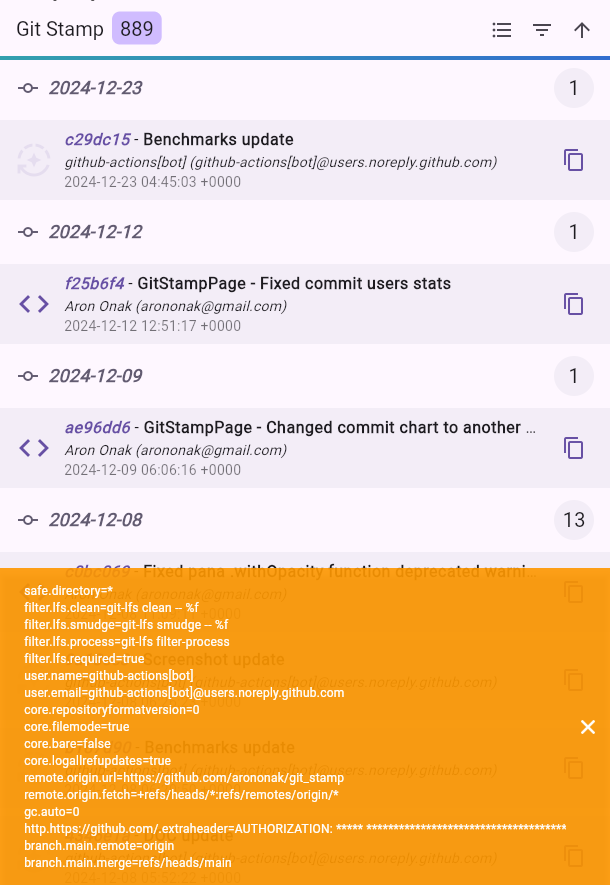 Git Stamp 889
2024-12-23 1
c29dc15 - Benchmarks update
github-actions[bot] (github-actions[bot]@users.noreply.github.com)
2024-12-23 04:45:03 +0000
2024-12-12 1
f25b6f4 - GitStampPage - Fixed commit users stats
Aron Onak (arononak@gmail.com)
2024-12-12 12:51:17 +0000
2024-12-09 1
ae96dd6 - GitStampPage - Changed commit chart to another ...
Aron Onak (arononak@gmail.com)
2024-12-09 06:06:16 +0000
2024-12-08 13
c0bc069 - Fixed pana .withOpacity function deprecated warni...
safe.directory=*
filter.lfs.clean=git-lfs clean -- %f
filter.lfs.smudge=git-lfs smudge -- %f
filter.lfs.process=git-lfs filter-process
filter.lfs.required=true
Screenshot update
user.name=github-actions[bot]
user.email=github-actions[bot]@users.noreply.github.com
core.repositoryformatversion=0
core.filemode=true
core.bare=false
Benchmarks update
core.logallrefupdates=true
remote.origin.url=https://github.com/arononak/git_stamp
remote.origin.fetch=+refs/heads/*:refs/remotes/origin/*
gc.auto=0
http.https://github.com/.extraheader=AUTHORIZATION: ***** ************************************
update
branch.main.remote=origin
branch.main.merge=refs/heads/main